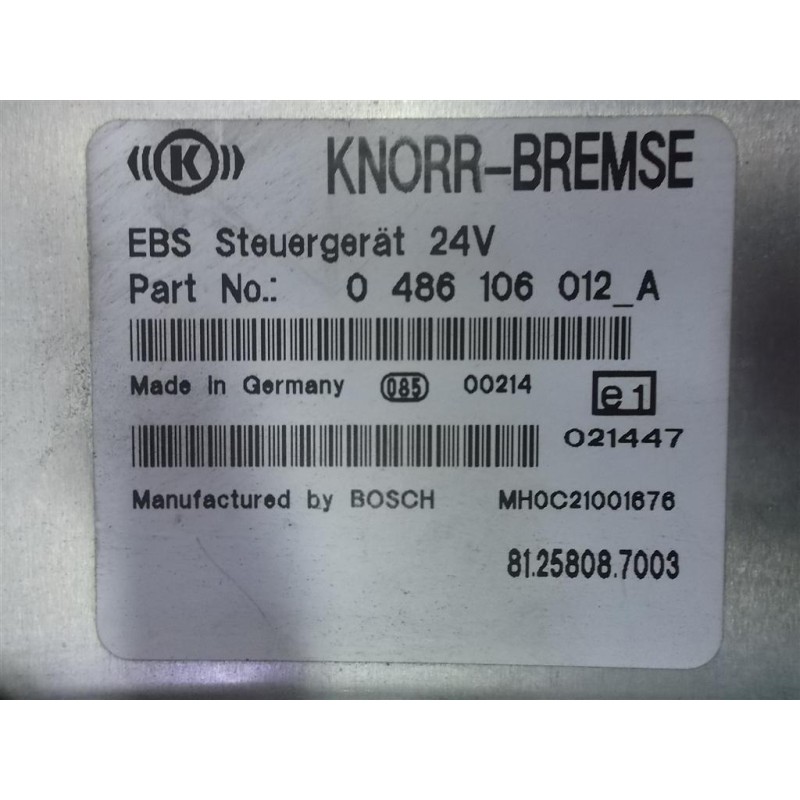 K KNORR-BREMSE
EBS Steuergerät 24V
Part No.: 0 486 106 012_A
Made in Germany 085 00214 e1
021447
Manufactured by BOSCH MH0C21001676
81.25808.7003